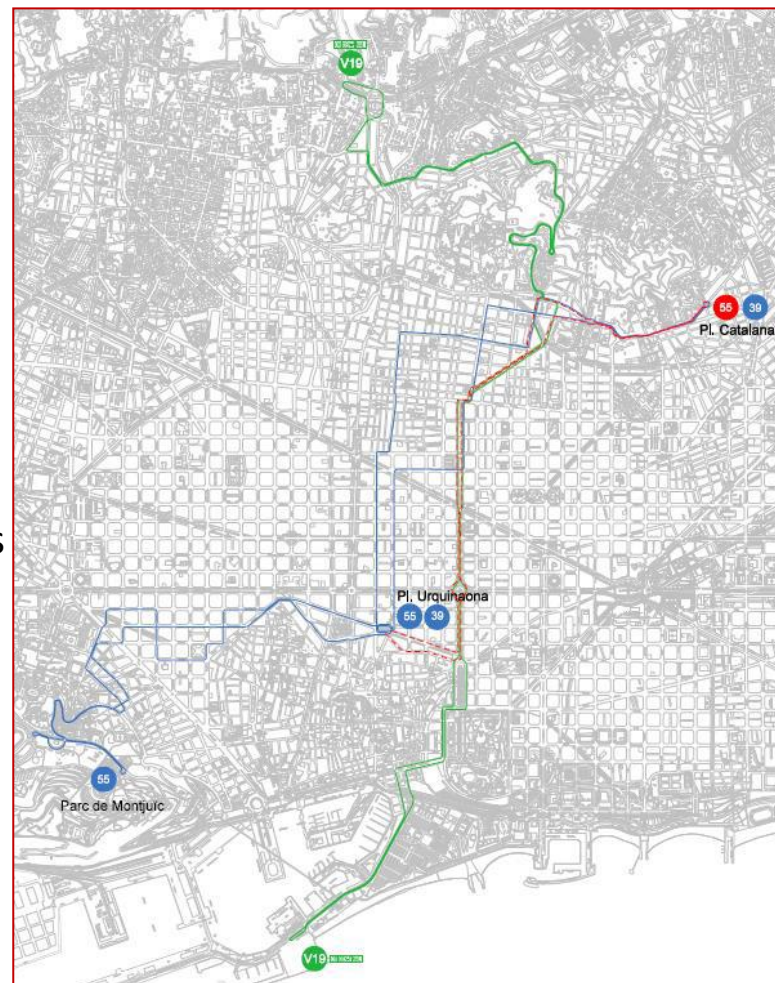 V19
55 39
Pl. Catalana
S
Pl. Urquinaona
55 39
55
Parc de Montjuïc
V19